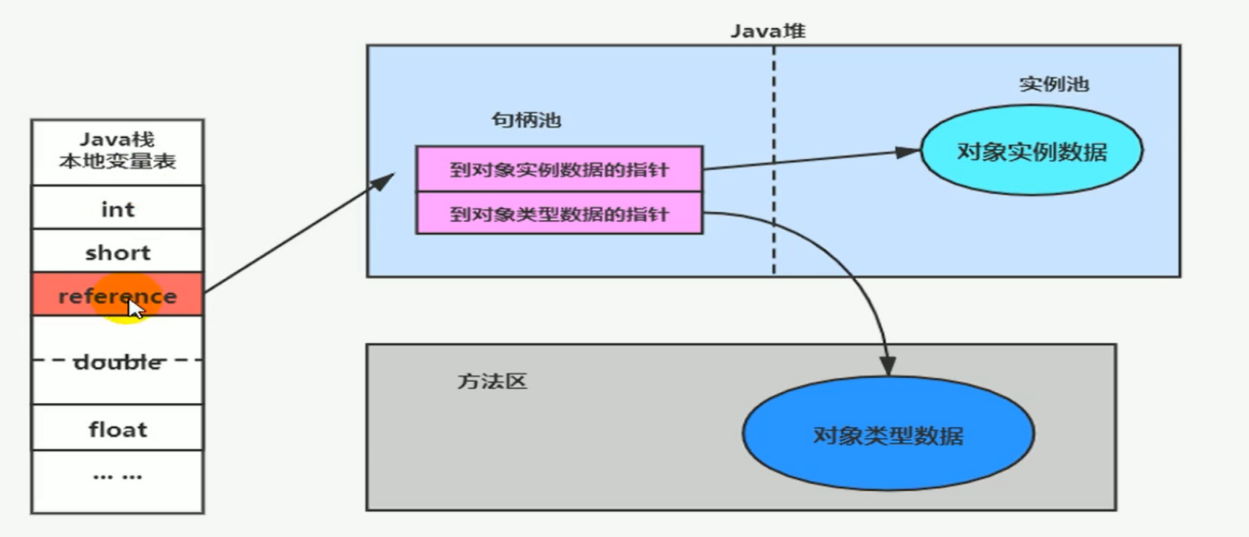 Java堆
实例池
句柄池
Java栈
本地变量表
到对象实例数据的指针
对象实例数据
int
到对象类型数据的指针
short
reference
double
方法区
float
对象类型数据
... ...